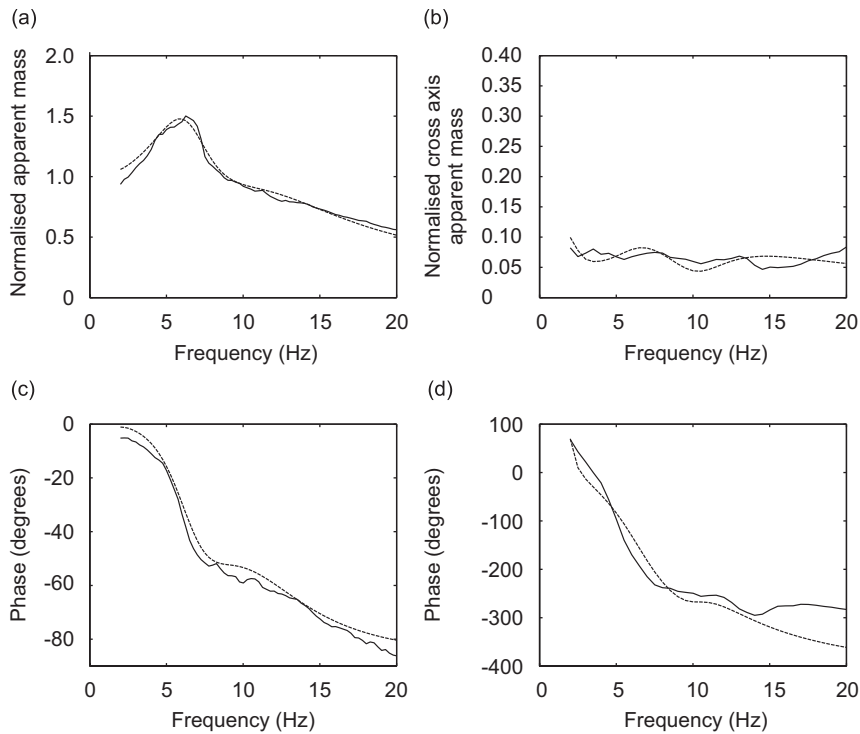 (a)
Normalised apparent mass
2.0
1.5
1.0
0.5
0
0 5 10 15 20
Frequency (Hz)
(b)
Normalised cross axis
apparent mass
0.40
0.35
0.30
0.25
0.20
0.15
0.10
0.05
0
0 5 10 15 20
Frequency (Hz)
(c)
Phase (degrees)
0
-20
-40
-60
-80
0 5 10 15 20
Frequency (Hz)
(d)
Phase (degrees)
100
0
-100
-200
-300
-400
0 5 10 15 20
Frequency (Hz)